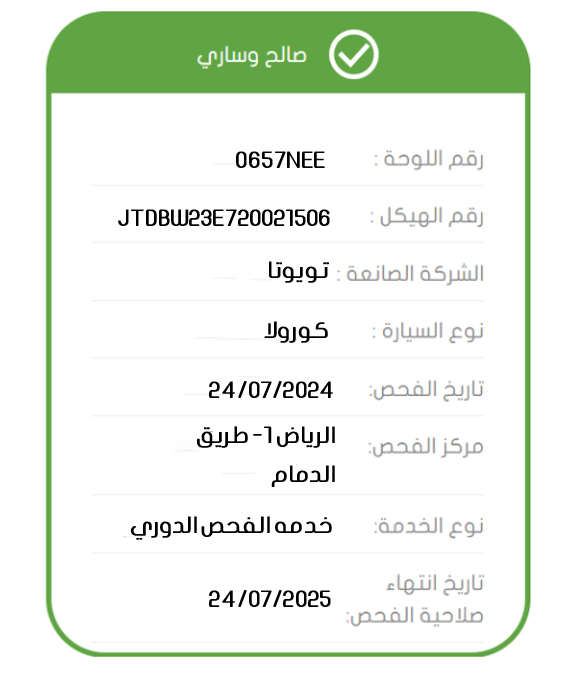 صالح وساري
رقم اللوحة : 0657NEE
رقم الهيكل : JTDBW23E720021506
الشركة الصانعة : تويوتا
نوع السيارة : كورولا
تاريخ الفحص: 24/07/2024
مركز الفحص: الرياض 1- طريق
الدمام
نوع الخدمة: خدمه الفحص الدوري
تاريخ انتهاء
صلاحية الفحص: 24/07/2025